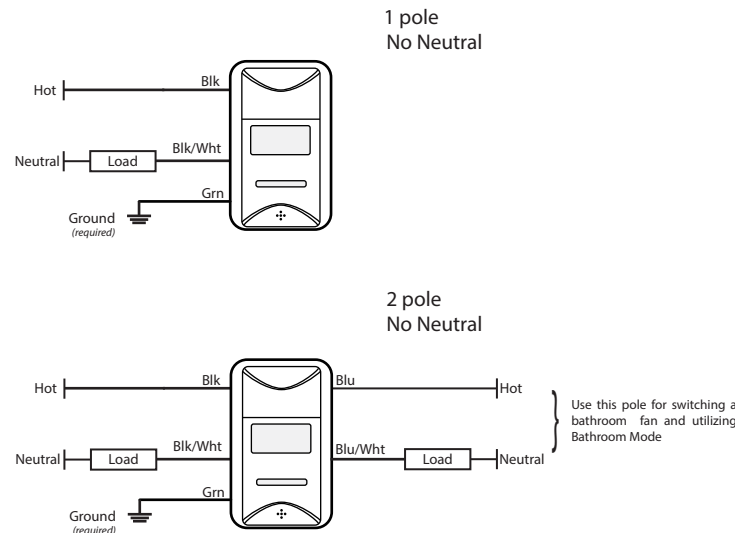 1 pole
No Neutral
Hot
Blk
Neutral
Load
Blk/Wht
Grn
Ground
(required)
2 pole
No Neutral
Hot
Blk
Blu
Hot
Neutral
Load
Blk/Wht
Blu/Wht
Load
Neutral
Use this pole for switching a
bathroom fan and utilizing
Bathroom Mode
Grn
Ground
(required)